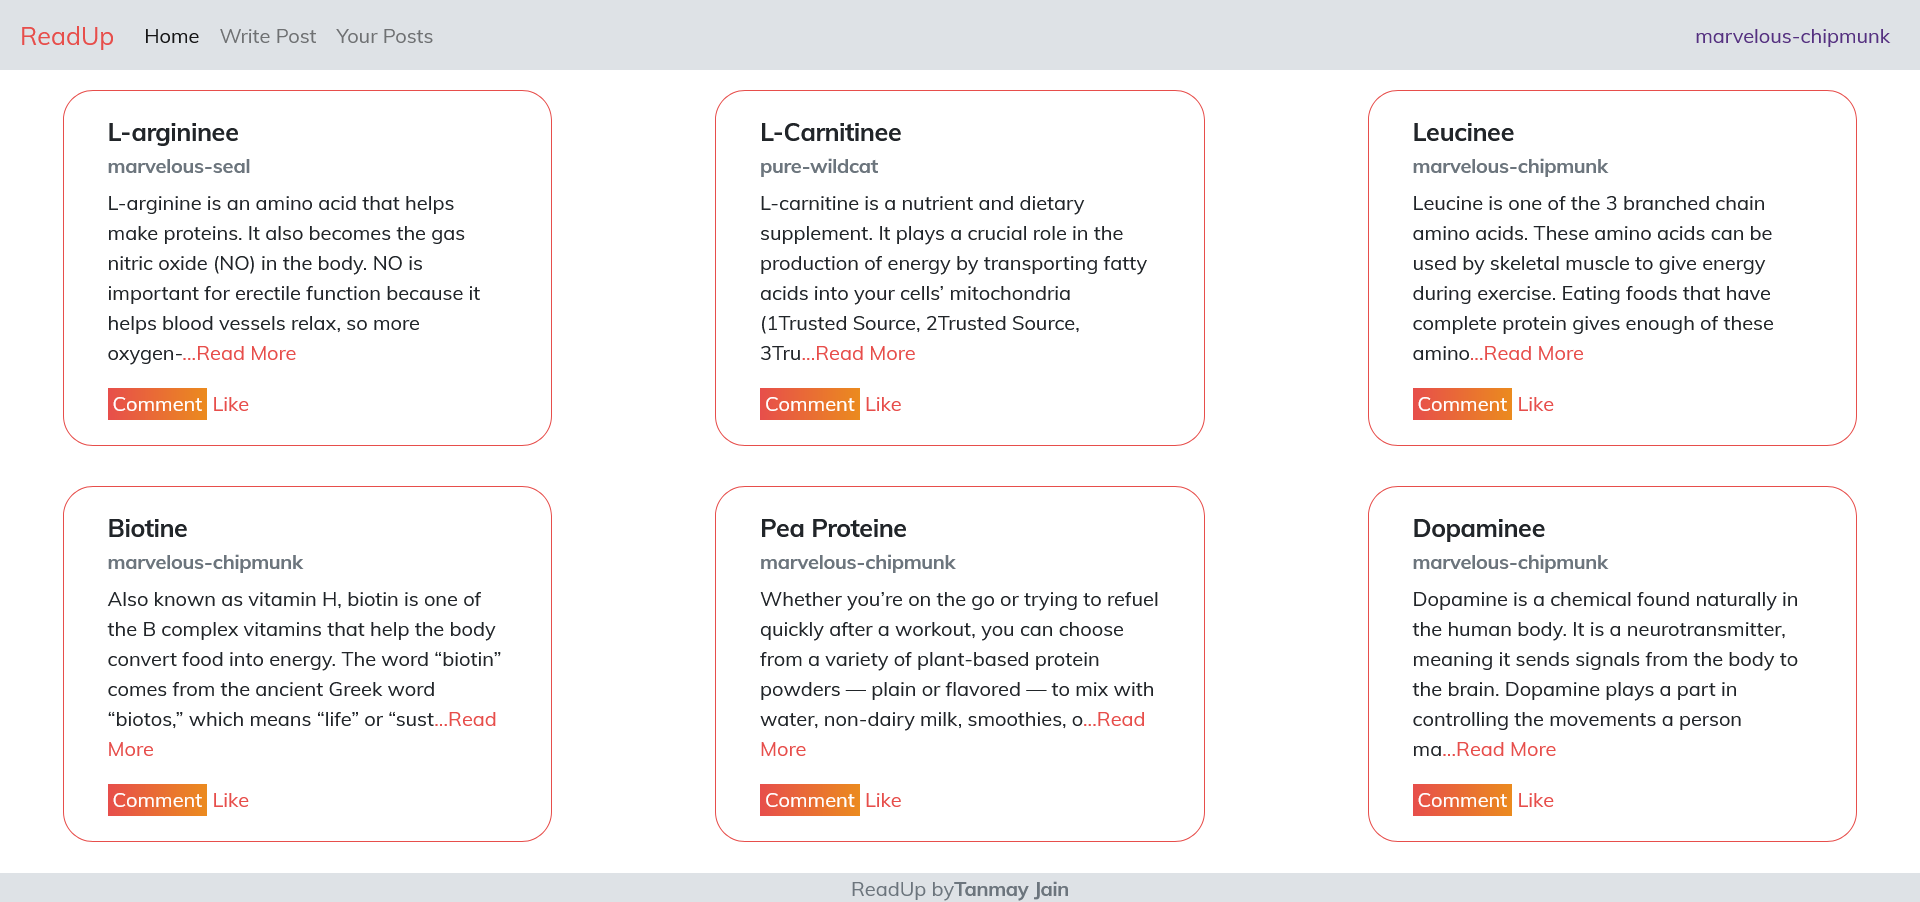 ReadUp Home Write Post Your Posts marvelous-chipmunk
L-argininee
marvelous-seal
L-arginine is an amino acid that helps
make proteins. It also becomes the gas
nitric oxide (NO) in the body. NO is
important for erectile function because it
helps blood vessels relax, so more
oxygen-...Read More
Comment Like
L-Carnitinee
pure-wildcat
L-carnitine is a nutrient and dietary
supplement. It plays a crucial role in the
production of energy by transporting fatty
acids into your cells’ mitochondria
(1Trusted Source, 2Trusted Source,
3Tru...Read More
Comment Like
Leucinee
marvelous-chipmunk
Leucine is one of the 3 branched chain
amino acids. These amino acids can be
used by skeletal muscle to give energy
during exercise. Eating foods that have
complete protein gives enough of these
amino...Read More
Comment Like
Biotine
marvelous-chipmunk
Also known as vitamin H, biotin is one of
the B complex vitamins that help the body
convert food into energy. The word “biotin”
comes from the ancient Greek word
“biotos,” which means “life” or “sust...Read
More
Comment Like
Pea Proteine
marvelous-chipmunk
Whether you’re on the go or trying to refuel
quickly after a workout, you can choose
from a variety of plant-based protein
powders — plain or flavored — to mix with
water, non-dairy milk, smoothies, o...Read
More
Comment Like
Dopaminee
marvelous-chipmunk
Dopamine is a chemical found naturally in
the human body. It is a neurotransmitter,
meaning it sends signals from the body to
the brain. Dopamine plays a part in
controlling the movements a person
ma...Read More
Comment Like
ReadUp byTanmay Jain